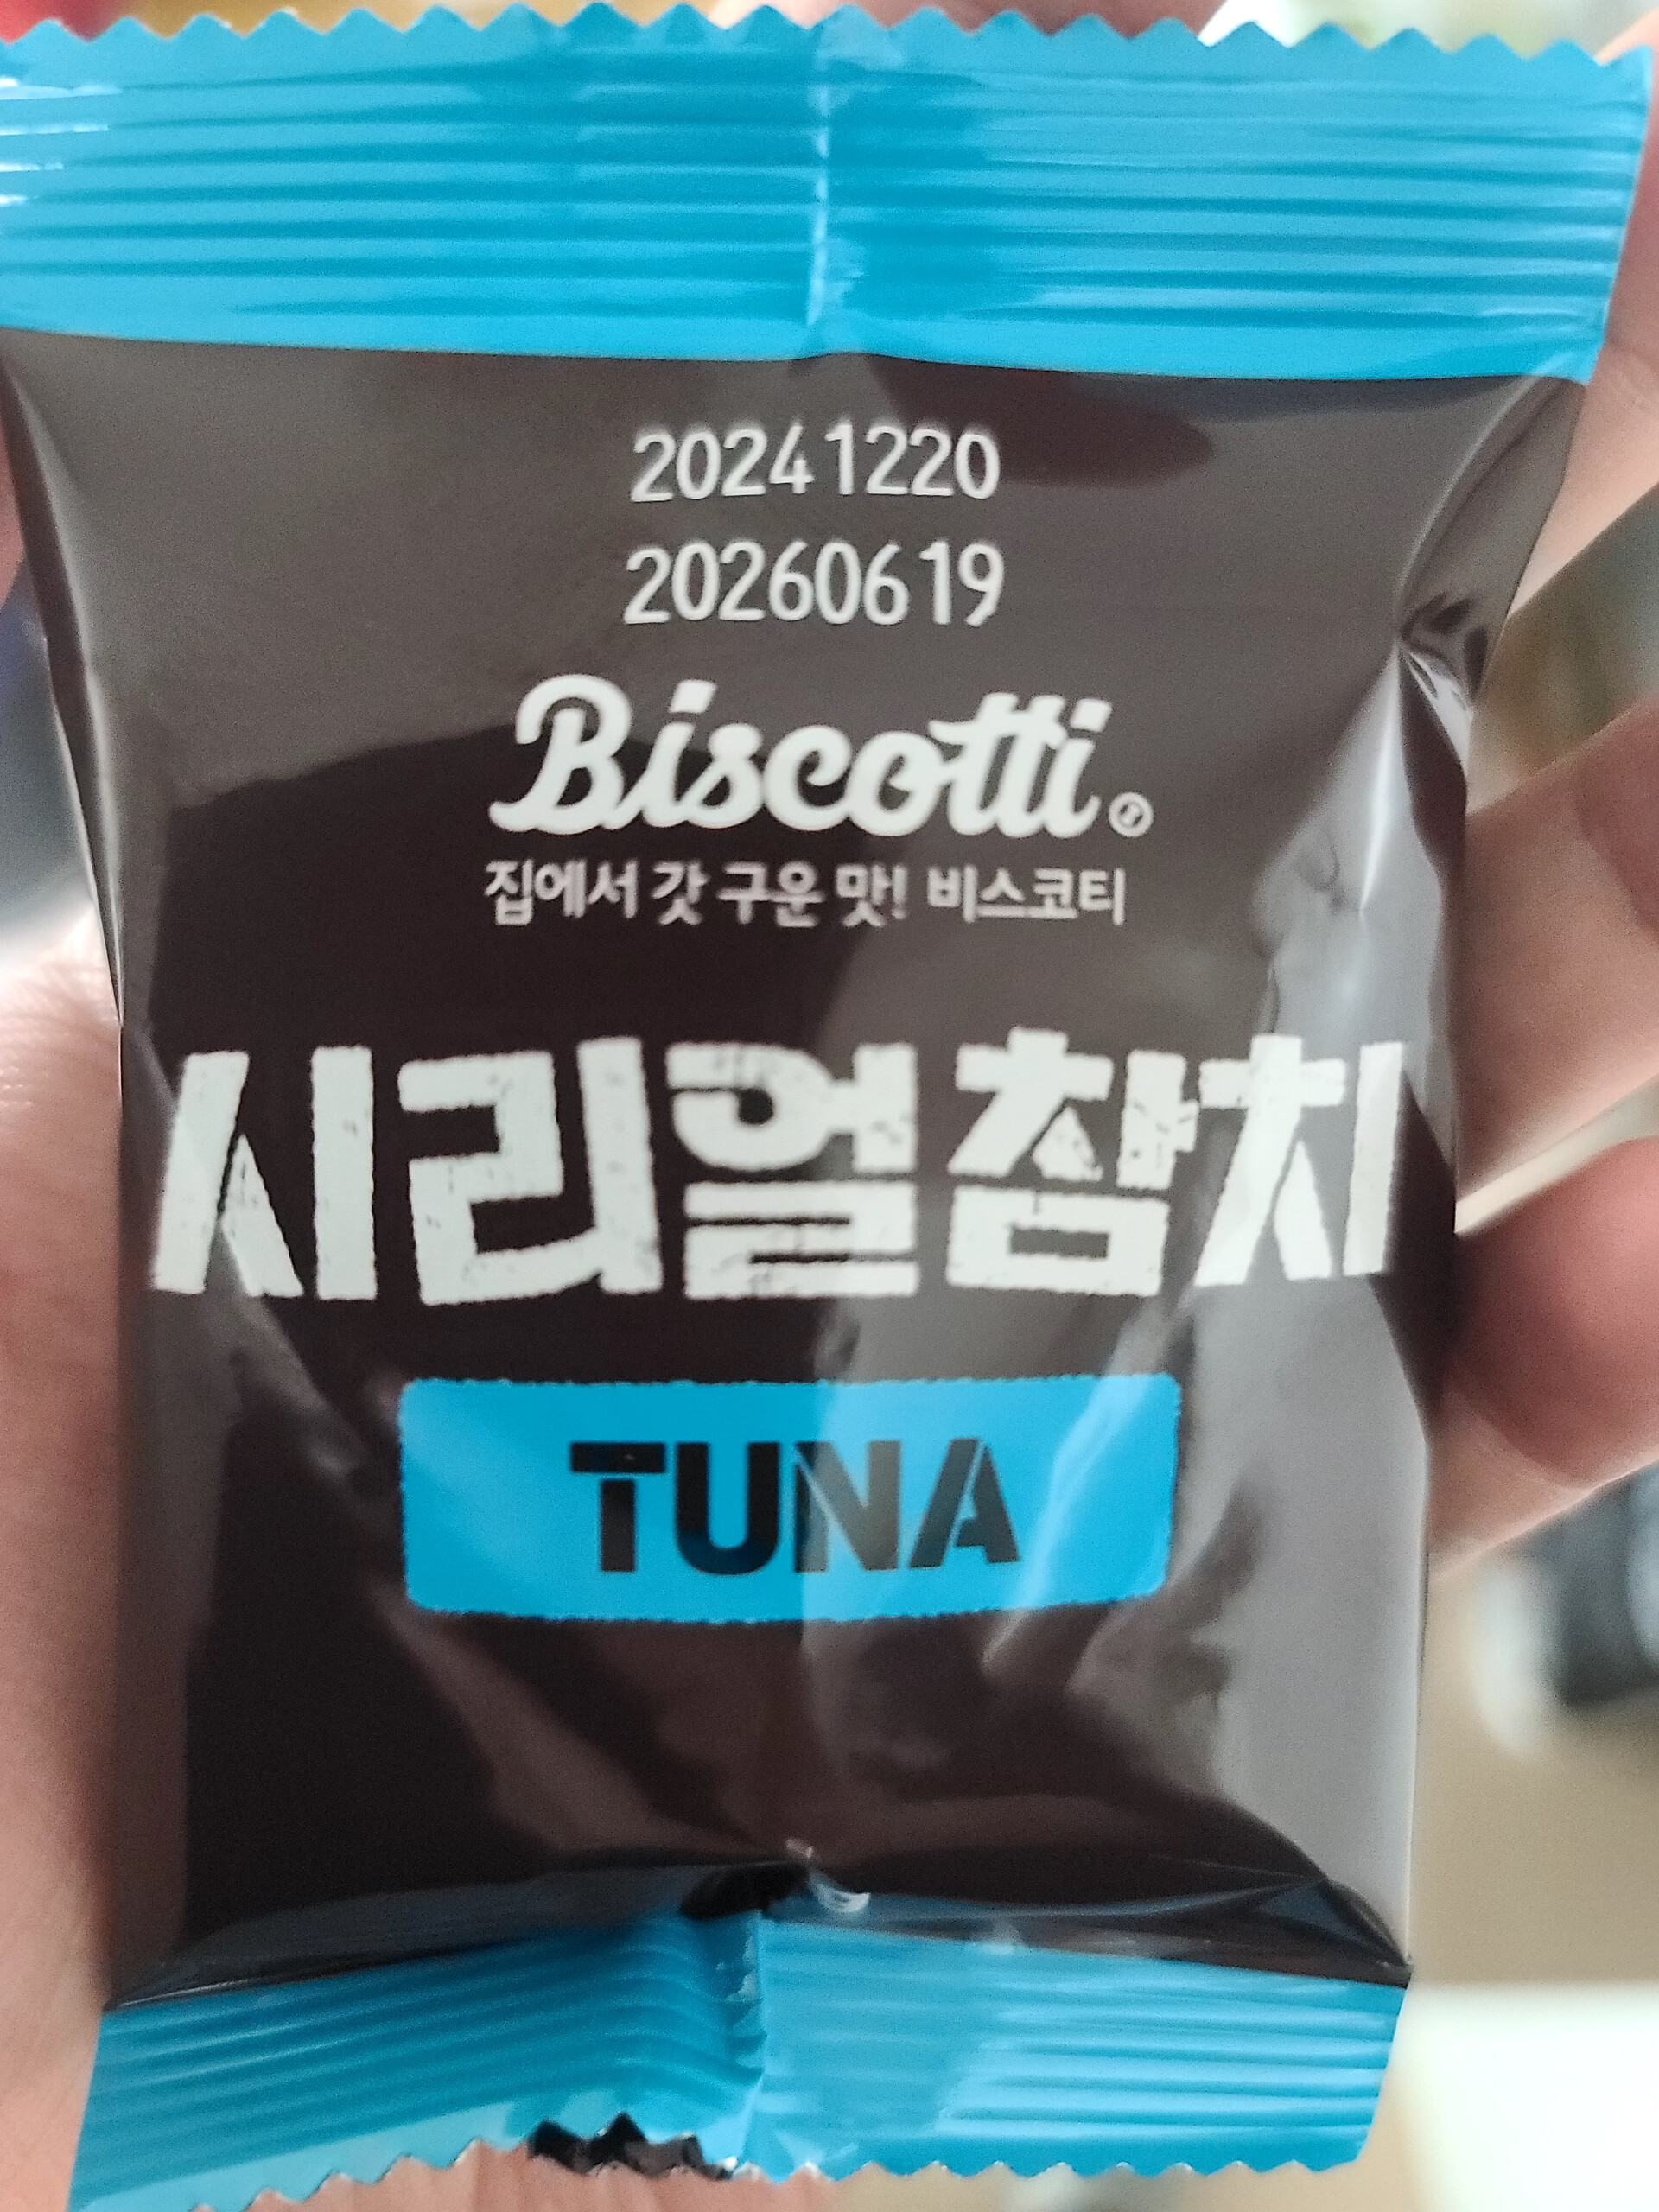 20241220
20260619
Biscotti®
집에서 갓 구운 맛! 비스코티
시리얼참치
TUNA